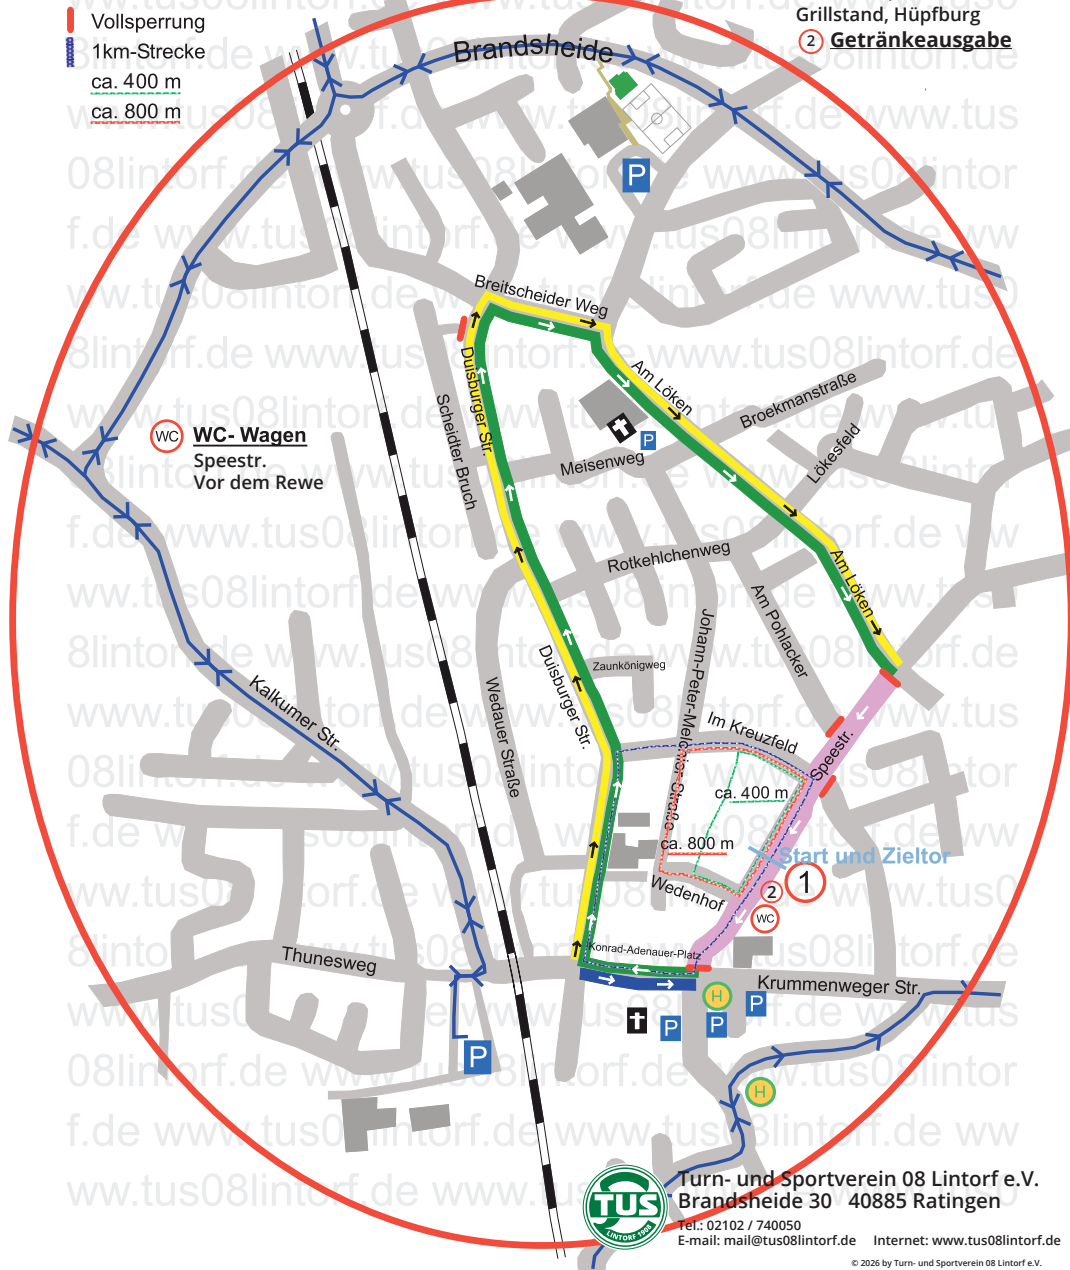 Vollsperrung
1km-Strecke
ca. 400 m
ca. 800 m
Grillstand, Hüpfburg
2 Getränkeausgabe
Brandsheide
P
Breitscheider Weg
Duisburger Str.
Am Löken
Broekmanstraße
Scheidter Bruch
WC WC- Wagen
Speestr.
Vor dem Rewe
P
Meisenweg
Lökesfeld
Rotkehlchenweg
Am Löken
Am Pohlacker
Johann-Peter-Melchior-Straße
Zaunkönigweg
Duisburger Str.
Kalkumer Str.
Wedauer Straße
Im Kreuzfeld
Speestr.
ca. 400 m
ca. 800 m
Start und Zieltor
Wedenhof
2
1
WC
Konrad-Adenauer-Platz
Thunesweg
Krummenweger Str.
H
P
P
P
P
H
TUS
LINTORF 1908
Turn- und Sportverein 08 Lintorf e.V.
Brandsheide 30 40885 Ratingen
Tel.: 02102 / 740050
E-mail: mail@tus08lintorf.de Internet: www.tus08lintorf.de
© 2026 by Turn- und Sportverein 08 Lintorf e.V.